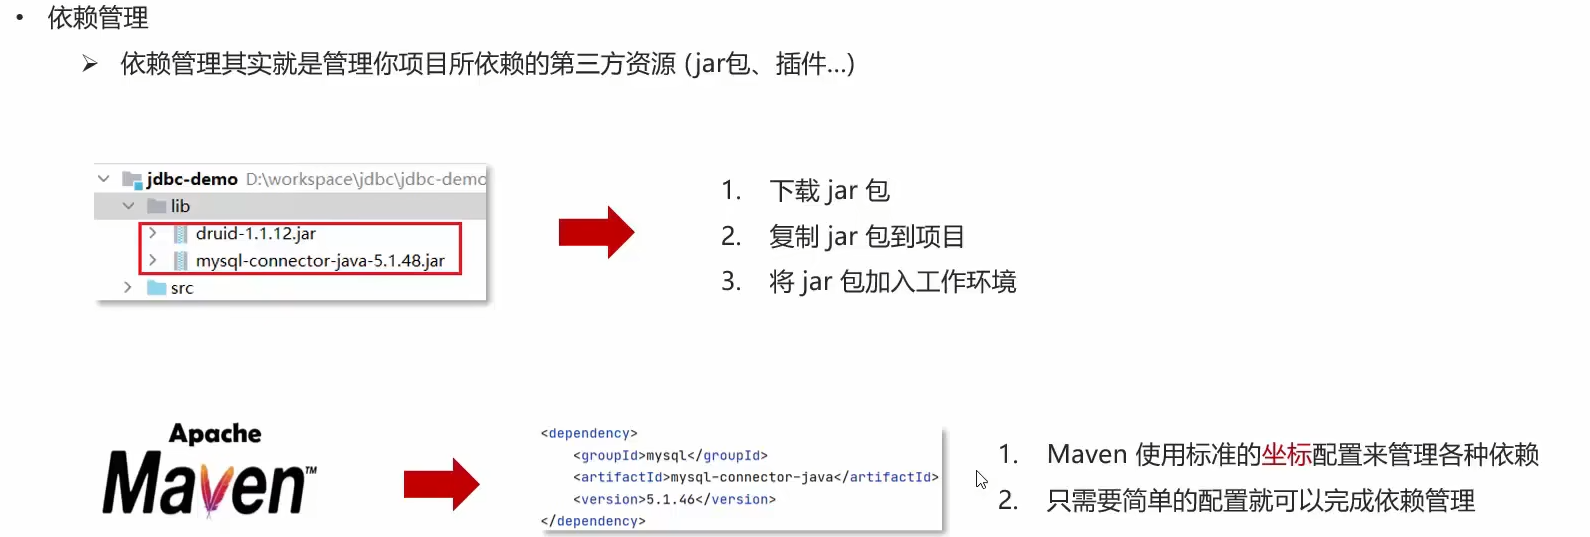 • 依赖管理
➢ 依赖管理其实就是管理你项目所依赖的第三方资源 (jar包、插件...)
jdbc-demo D:\workspace\jdbc\jdbc-demo
lib
druid-1.1.12.jar
mysql-connector-java-5.1.48.jar
src
1. 下载 jar 包
2. 复制 jar 包到项目
3. 将 jar 包加入工作环境
Apache
Maven™
<dependency>
<groupId>mysql</groupId>
<artifactId>mysql-connector-java</artifactId>
<version>5.1.46</version>
</dependency>
1. Maven 使用标准的坐标配置来管理各种依赖
2. 只需要简单的配置就可以完成依赖管理